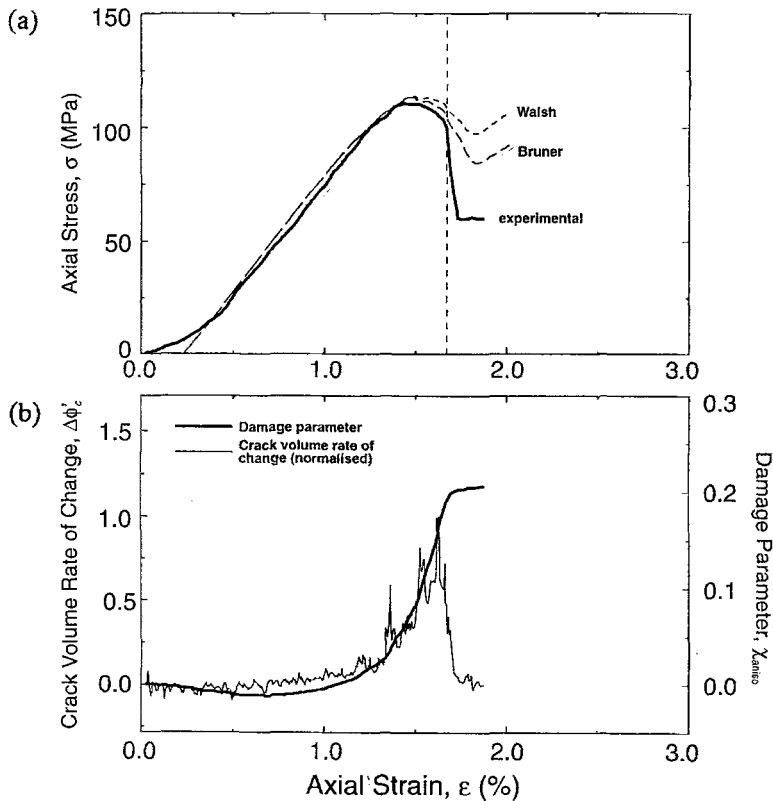 (a)
150
100
50
0
Axial Stress, σ (MPa)
Walsh
Bruner
experimental
0.0
1.0
2.0
3.0
(b)
1.5
1.0
0.5
0.0
Crack Volume Rate of Change, Δϕ'c
Damage parameter
Crack volume rate of
change (normalised)
0.3
0.2
0.1
0.0
Damage Parameter, χaniso
0.0
1.0
2.0
3.0
Axial Strain, ε (%)